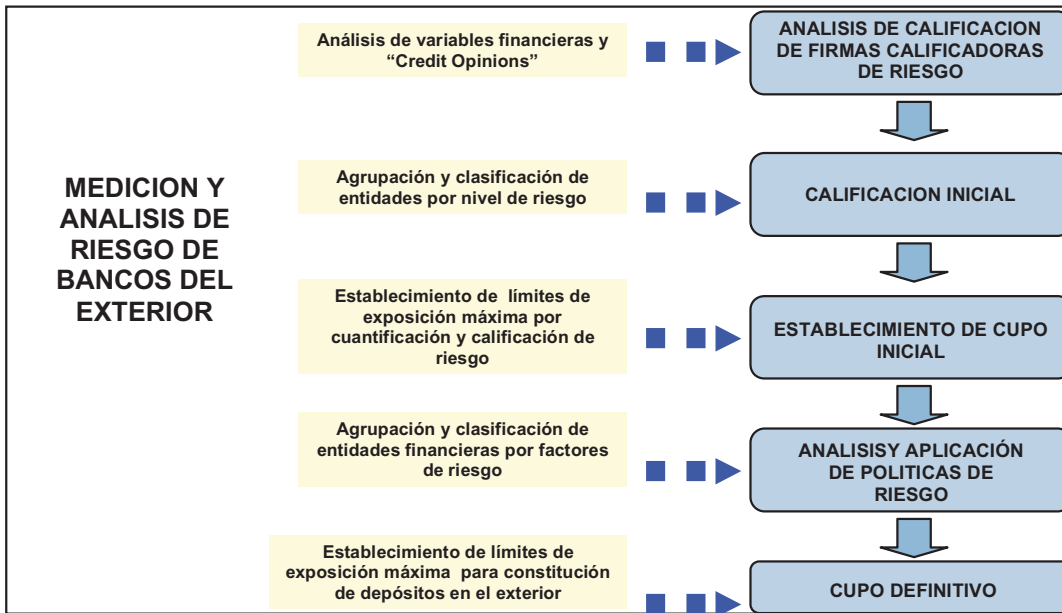 MEDICION Y
ANALISIS DE
RIESGO DE
BANCOS DEL
EXTERIOR
Análisis de variables financieras y
“Credit Opinions”
ANALISIS DE CALIFICACION
DE FIRMAS CALIFICADORAS
DE RIESGO
Agrupación y clasificación de
entidades por nivel de riesgo
CALIFICACION INICIAL
Establecimiento de límites de
exposición máxima por
cuantificación y calificación de
riesgo
ESTABLECIMIENTO DE CUPO
INICIAL
Agrupación y clasificación de
entidades financieras por factores
de riesgo
ANALISISY APLICACIÓN
DE POLITICAS DE
RIESGO
Establecimiento de límites de
exposición máxima para constitución
de depósitos en el exterior
CUPO DEFINITIVO